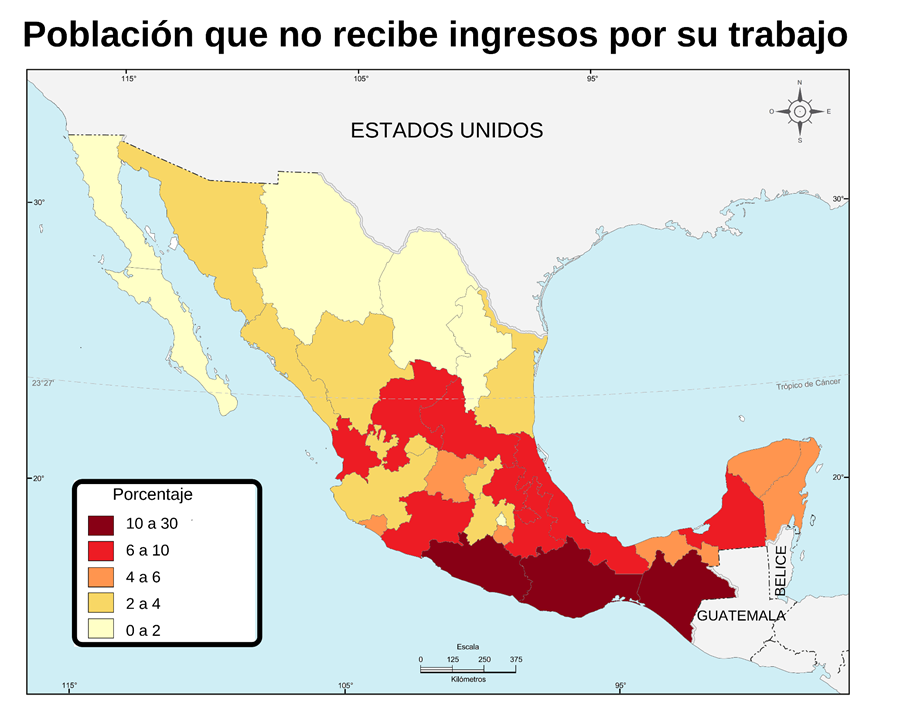 Población que no recibe ingresos por su trabajo
115°
105°
95°
N
O
E
S
ESTADOS UNIDOS
30°
30°
23°27'
Trópico de Cáncer
20°
20°
Porcentaje
10 a 30
6 a 10
4 a 6
2 a 4
0 a 2
BELICE
GUATEMALA
Escala
0 125 250 375
Kilómetros
115°
105°
95°